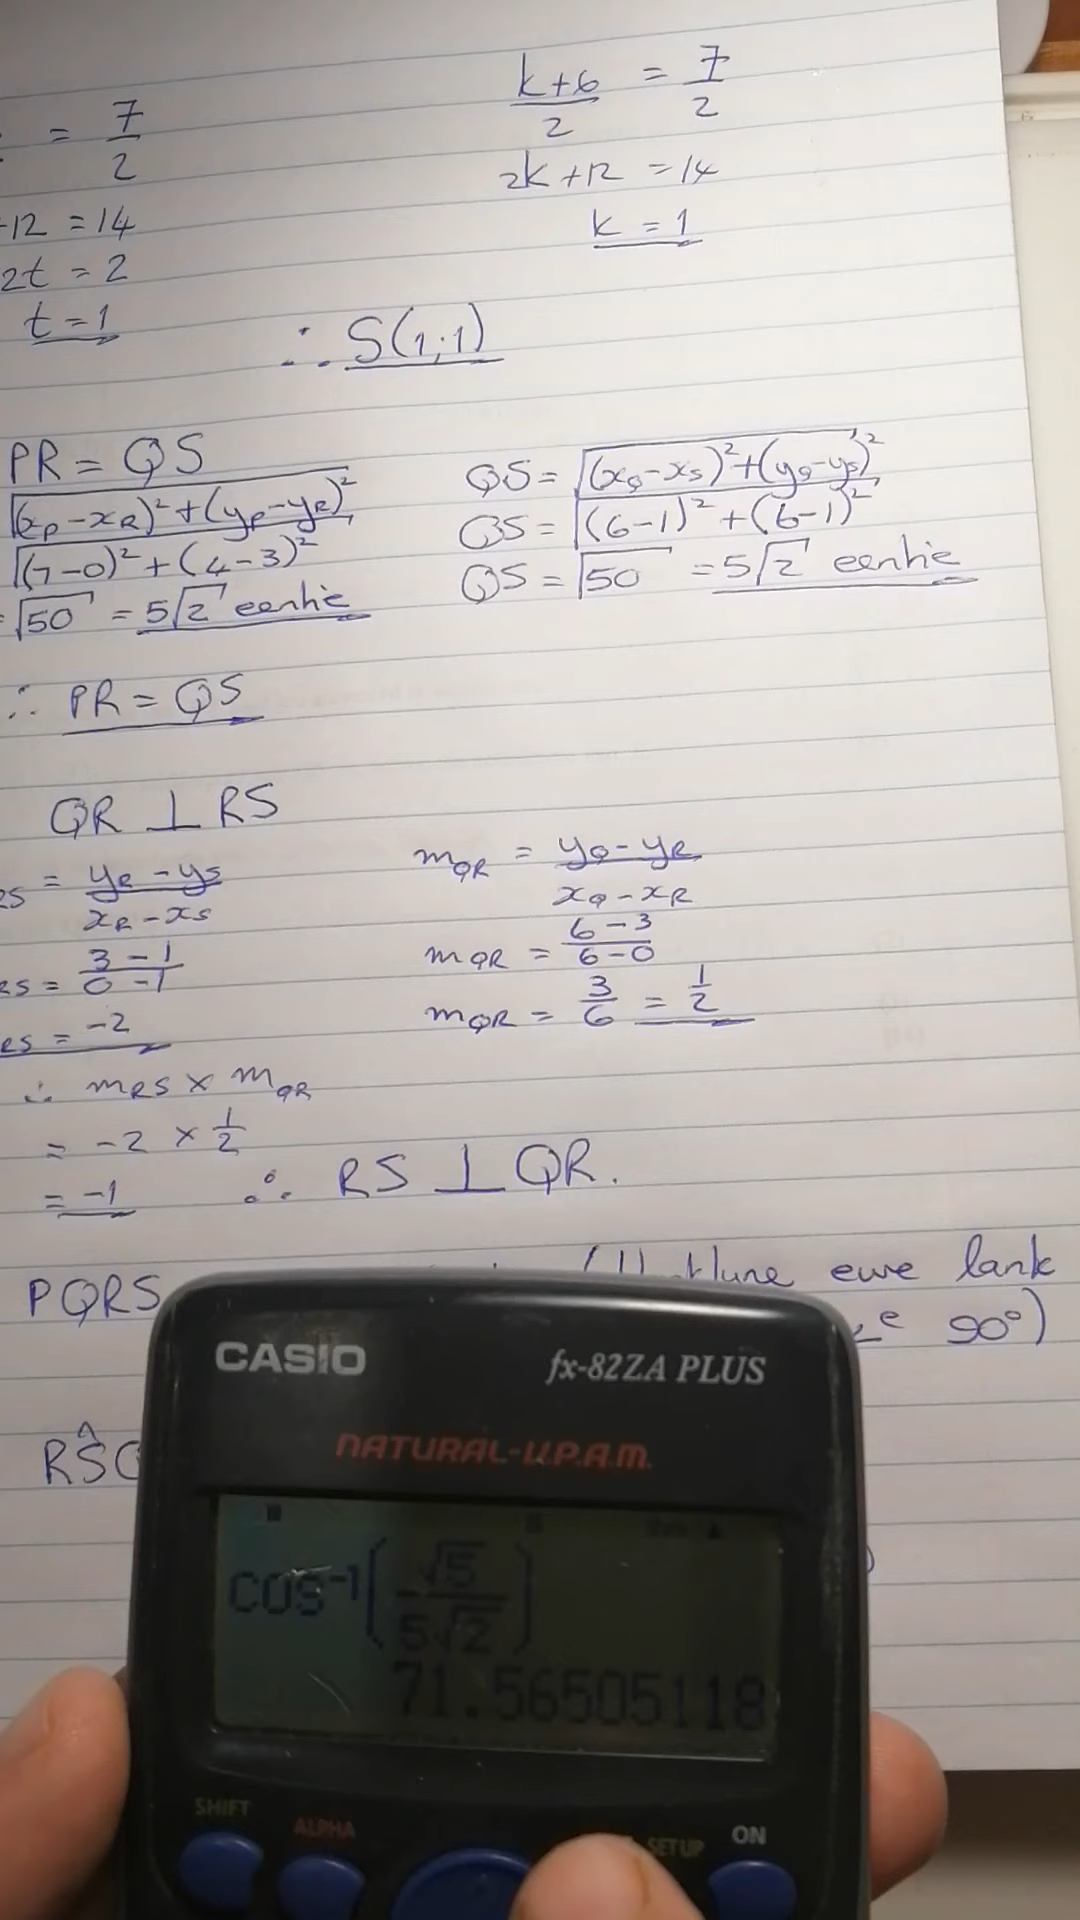 = 7/2
k+6/2 = 7/2
2k+12 = 14
-12 = 14
k = 1
2t = 2
t = 1
∴ S(1;1)
PR = QS
QS = √(xQ-xS)²+(yQ-yS)²
√(xP-xR)²+(yP-yR)²
QS = √(6-1)²+(6-1)²
√(7-0)²+(4-3)²
QS = √50 = 5√2 eenhe
= √50 = 5√2 eenhe
∴ PR = QS
QR ⊥ RS
mQR = yQ-yR/xQ-xR
RS = yR-yS/xR-xS
mQR = 6-3/6-0
RS = 3-1/0-1
mQR = 3/6 = 1/2
RS = -2
∴ mRS × mQR
= -2 × 1/2
= -1 ∴ RS ⊥ QR.
PQRS ewe lank
90°)
RŜ
CASIO fx-82ZA PLUS
NATURAL-V.P.A.M.
cos⁻¹(√5/5√2)
71.56505118
SHIFT ALPHA SETUP ON